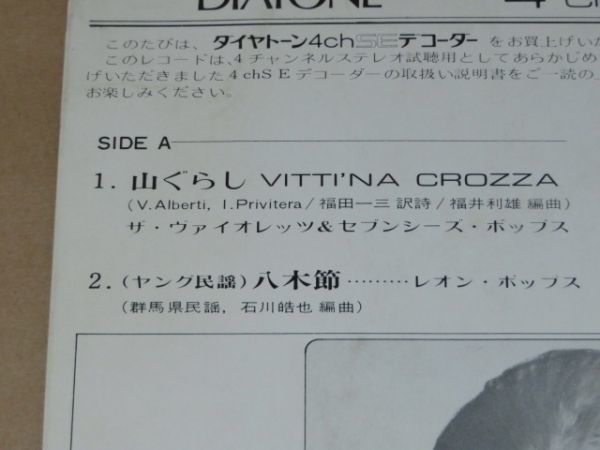 DIATONE 4
このたびは、ダイヤトーン4chSEデコーダー をお買上げい
このレコードは、4 チャンネルステレオ試聴用としてあらかじめ
げいただきました 4 chS E デコーダーの取扱い説明書をご一読の
お楽しみください。
SIDE A
1. 山ぐらし VITTI'NA CROZZA
(V.Alberti, I.Privitera/福田一三 訳詩/福井利雄 編曲)
ザ・ヴァイオレッツ&セブンシーズ・ポップス
2. (ヤング民謡) 八木節………レオン・ポップス
(群馬県民謡, 石川皓也 編曲)